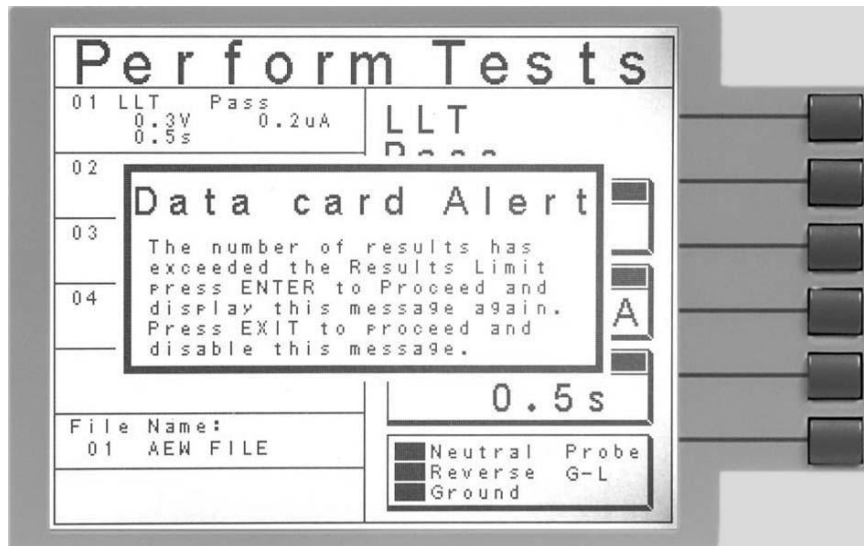 Perform Tests
01 LLT Pass
0.3V 0.2uA
0.5s
02
03
04
File Name:
01 AEW FILE
LLT
Data card Alert
The number of results has
exceeded the Results Limit
press ENTER to Proceed and
display this message again.
Press EXIT to proceed and
disable this message.
A
0.5s
Neutral Probe
Reverse G-L
Ground